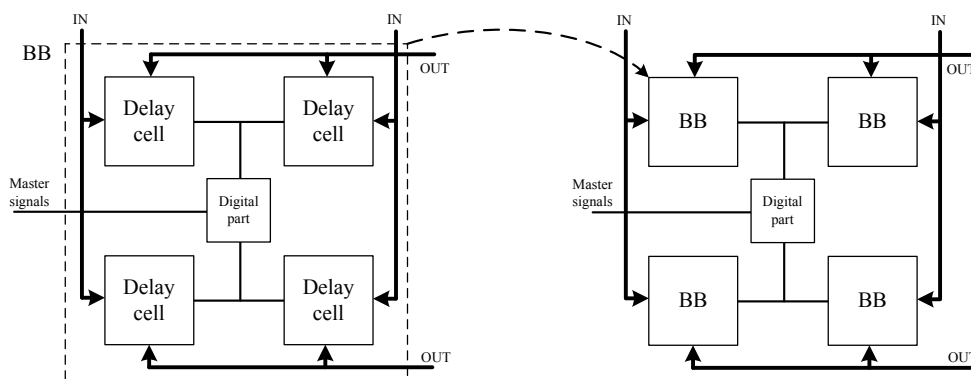 IN
IN
BB
OUT
Delay
cell
Delay
cell
Master
signals
Digital
part
Delay
cell
Delay
cell
OUT
IN
IN
OUT
BB
BB
Master
signals
Digital
part
BB
BB
OUT